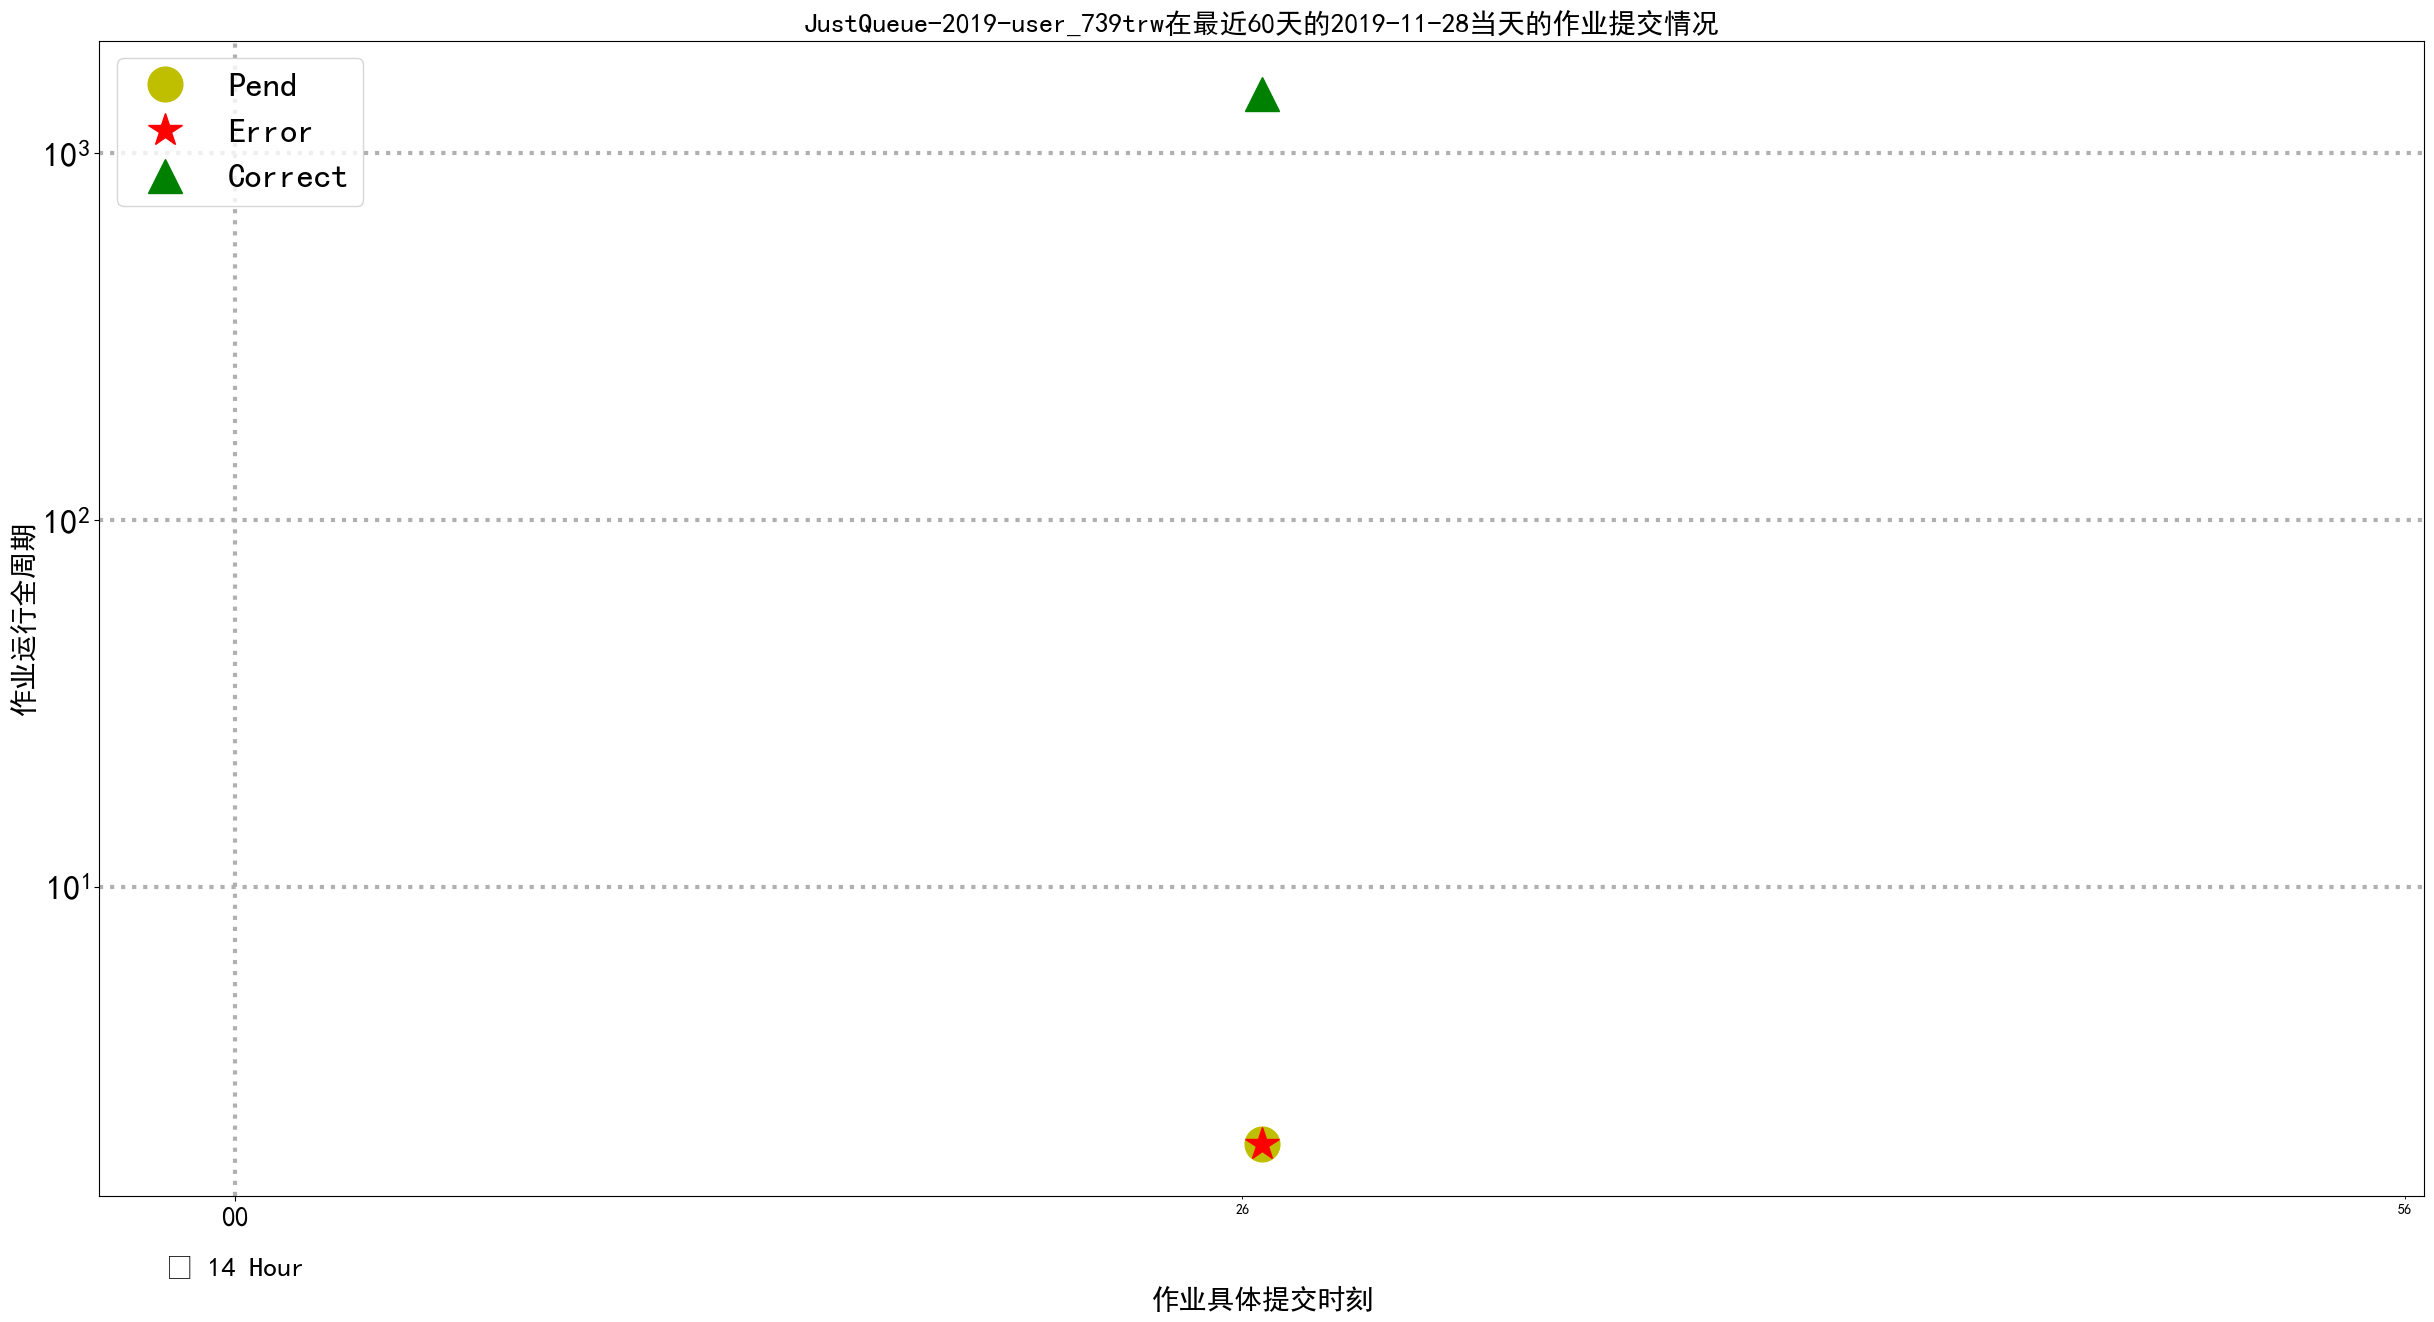 JustQueue-2019-user_739trw在最近60天的2019-11-28当天的作业提交情况
Pend
Error
Correct
10³
10²
10¹
作业运行全周期
00
26
56
□ 14 Hour
作业具体提交时刻